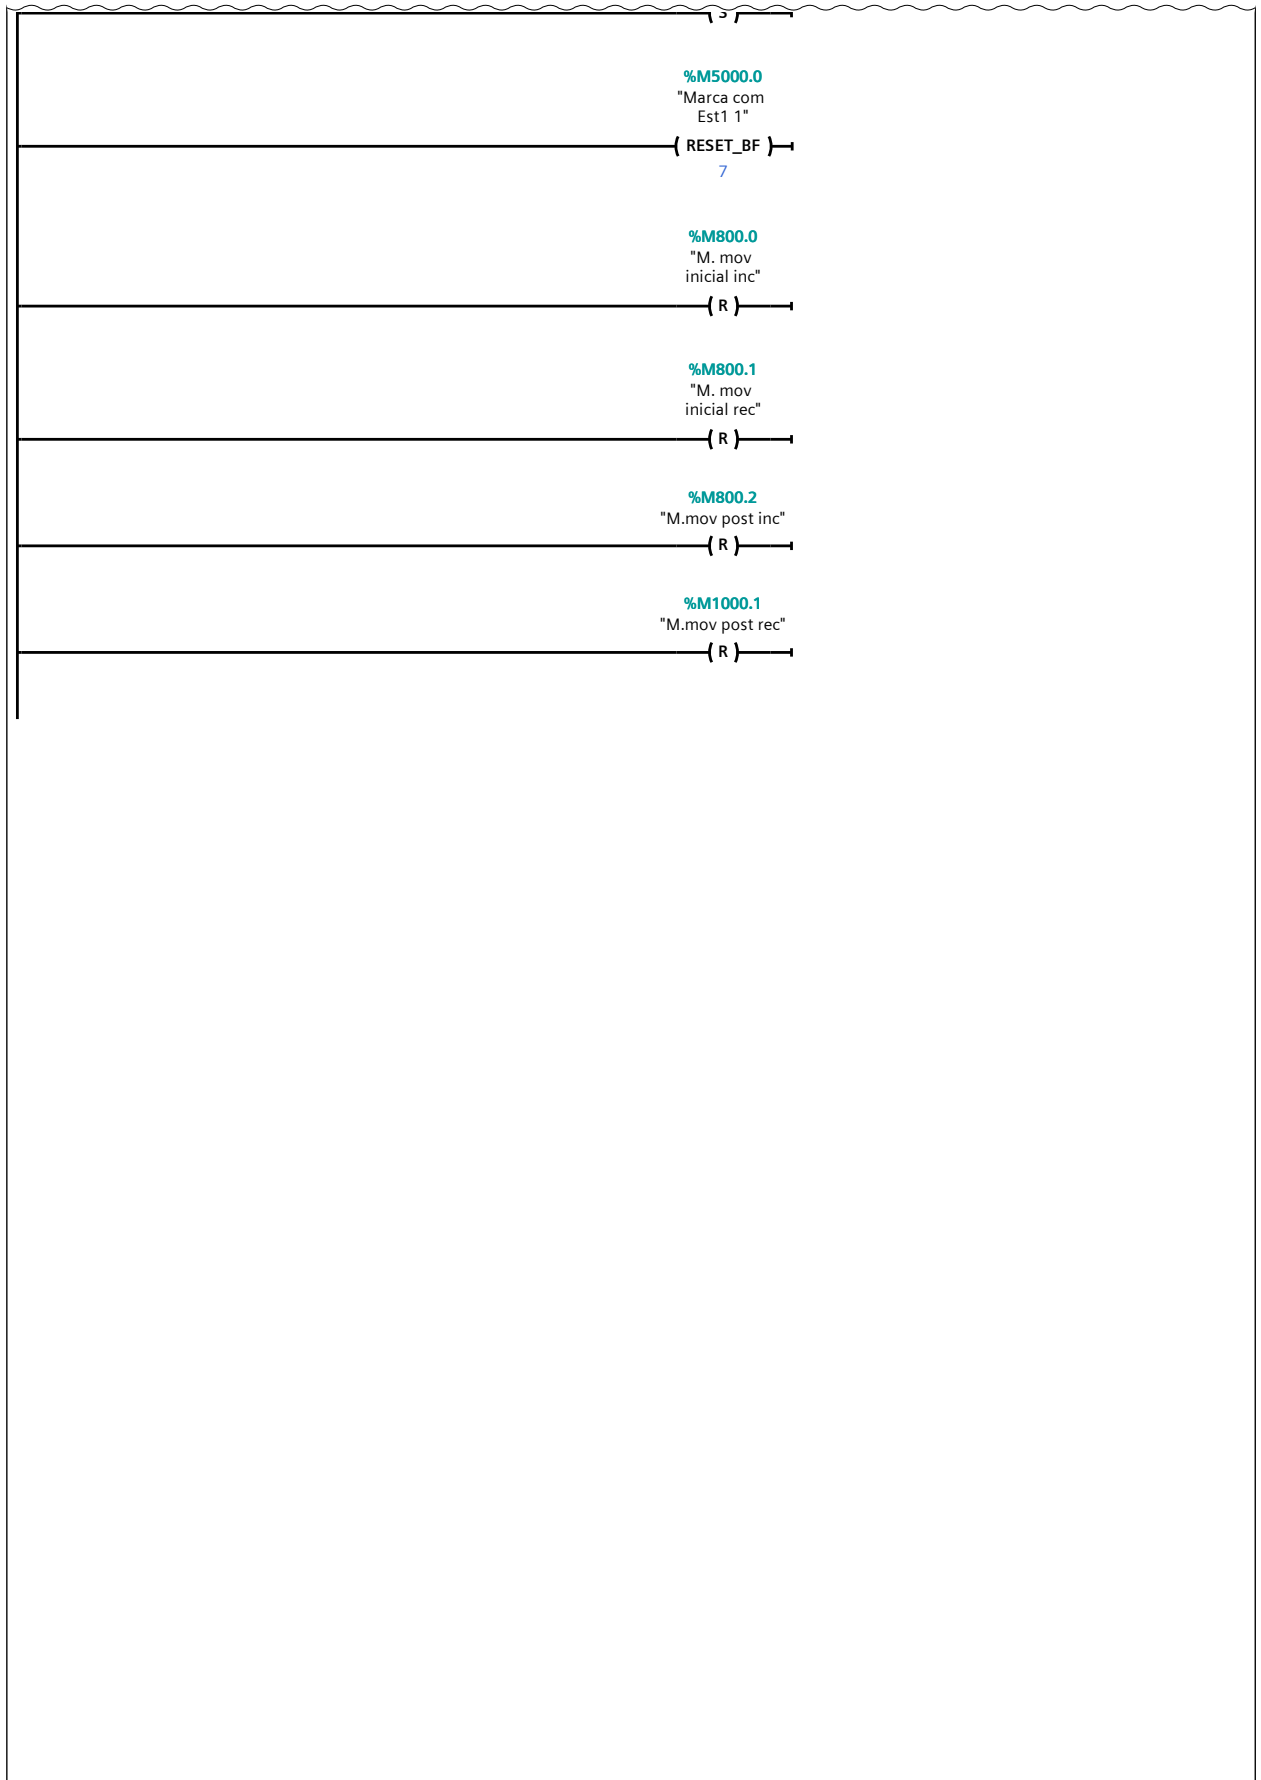 %M5000.0
"Marca com
Est1 1"
RESET_BF
7
%M800.0
"M. mov
inicial inc"
R
%M800.1
"M. mov
inicial rec"
R
%M800.2
"M.mov post inc"
R
%M1000.1
"M.mov post rec"
R